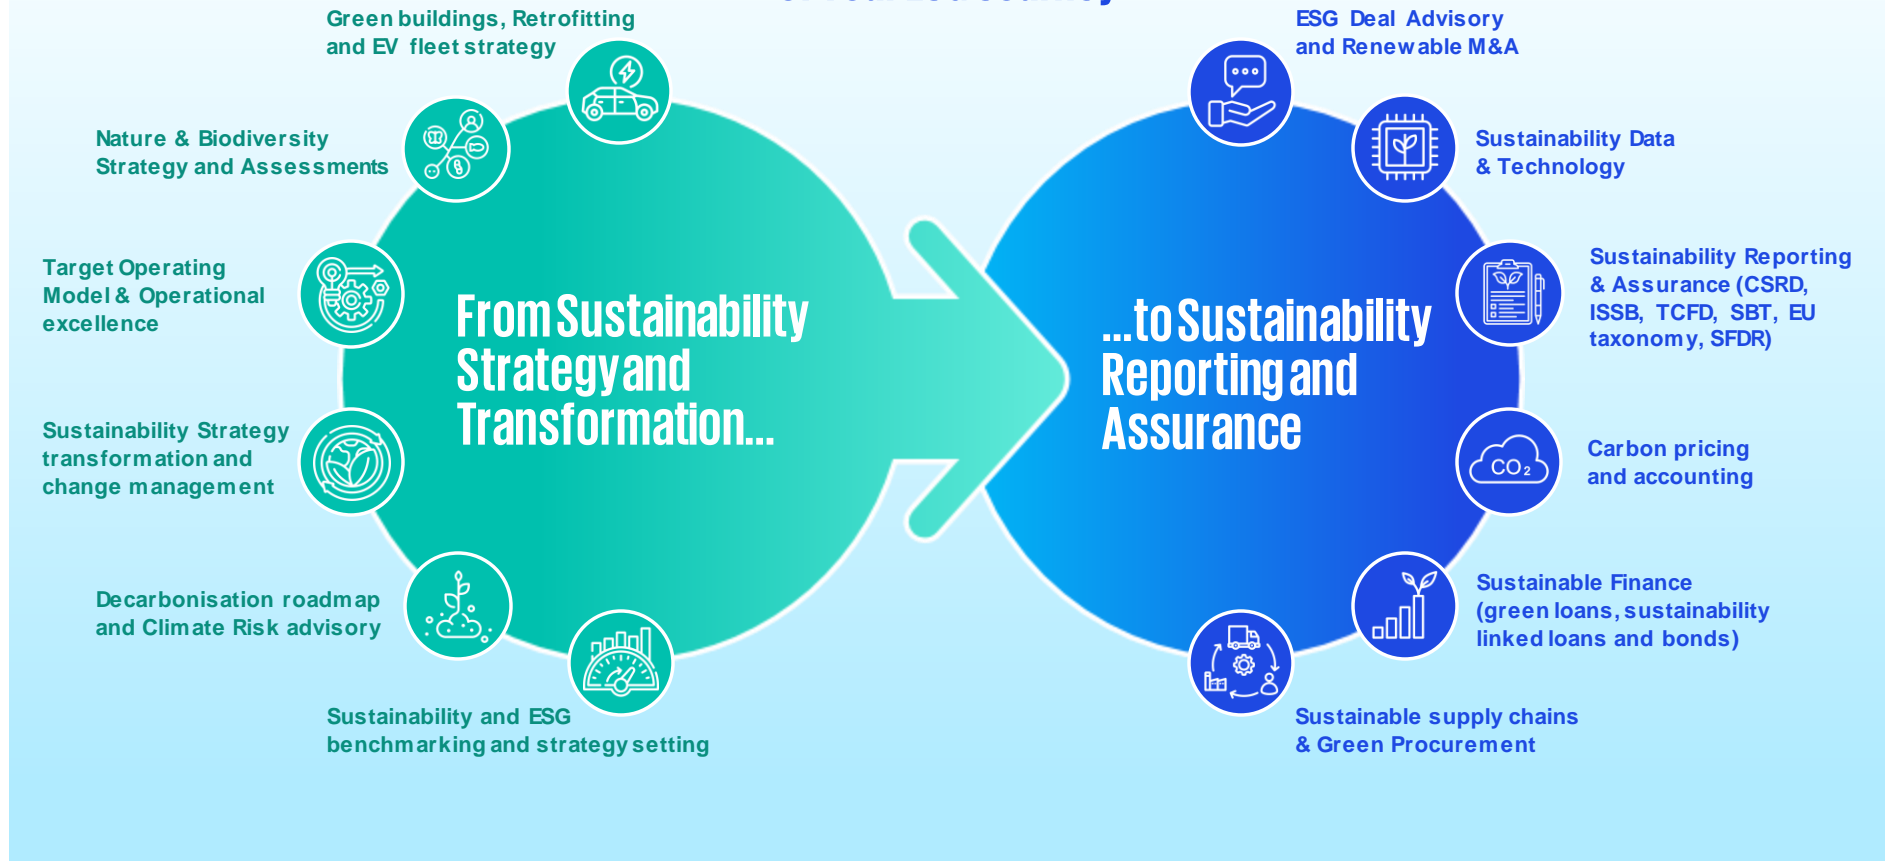 Green buildings, Retrofitting
and EV fleet strategy
Nature & Biodiversity
Strategy and Assessments
Target Operating
Model & Operational
excellence
Sustainability Strategy
transformation and
change management
Decarbonisation roadmap
and Climate Risk advisory
Sustainability and ESG
benchmarking and strategy setting
From Sustainability
Strategy and
Transformation...
...to Sustainability
Reporting and
Assurance
ESG Deal Advisory
and Renewable M&A
Sustainability Data
& Technology
Sustainability Reporting
& Assurance (CSRD,
ISSB, TCFD, SBT, EU
taxonomy, SFDR)
CO₂
Carbon pricing
and accounting
Sustainable Finance
(green loans, sustainability
linked loans and bonds)
Sustainable supply chains
& Green Procurement